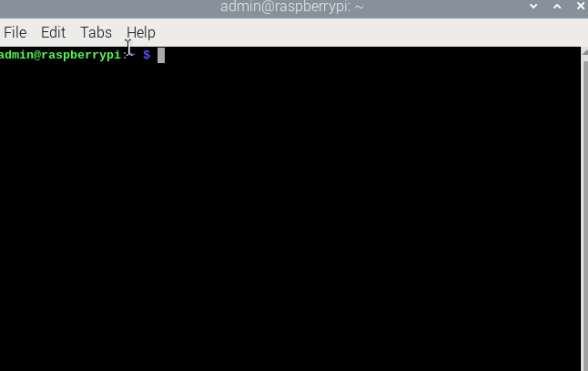 admin@raspberrypi: ~
File Edit Tabs Help
admin@raspberrypi:~ $